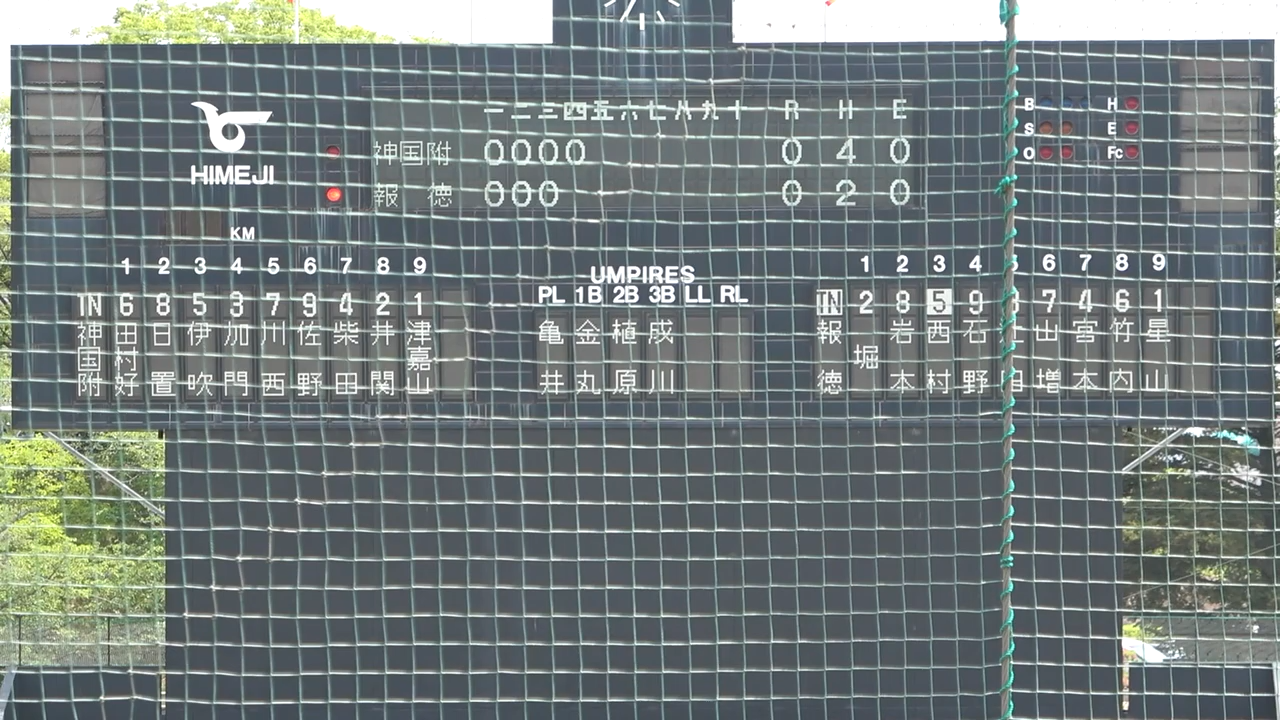 一二三四五六七八九十 R H E
神国附 0000 0 4 0
報徳 000 0 2 0
HIMEJI
KM
B H
S E
O Fc
1 2 3 4 5 6 7 8 9
IN 6 8 5 3 7 9 4 2 1
神国附 田村好 日置 伊吹 加門 川西 佐野 柴田 井関 津嘉山
UMPIRES
PL 1B 2B 3B LL RL
亀井 金丸 植原 成川
1 2 3 4 6 7 8 9
IN 2 8 5 9 7 4 6 1
報徳 堀 岩本 西村 石野 山増 宮本 竹内 星山